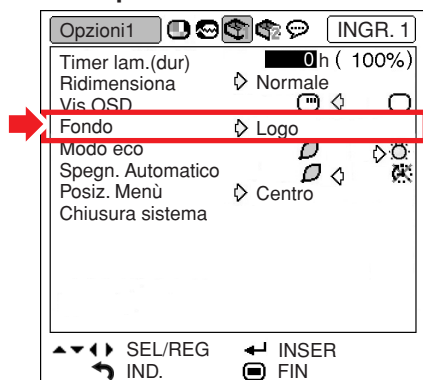 Opzioni1 INGR. 1
Timer lam.(dur) 0 h ( 100%)
Ridimensiona Normale
Vis OSD
Fondo Logo
Modo eco
Spegn. Automatico
Posiz. Menù Centro
Chiusura sistema
SEL/REG INSER
IND. FIN